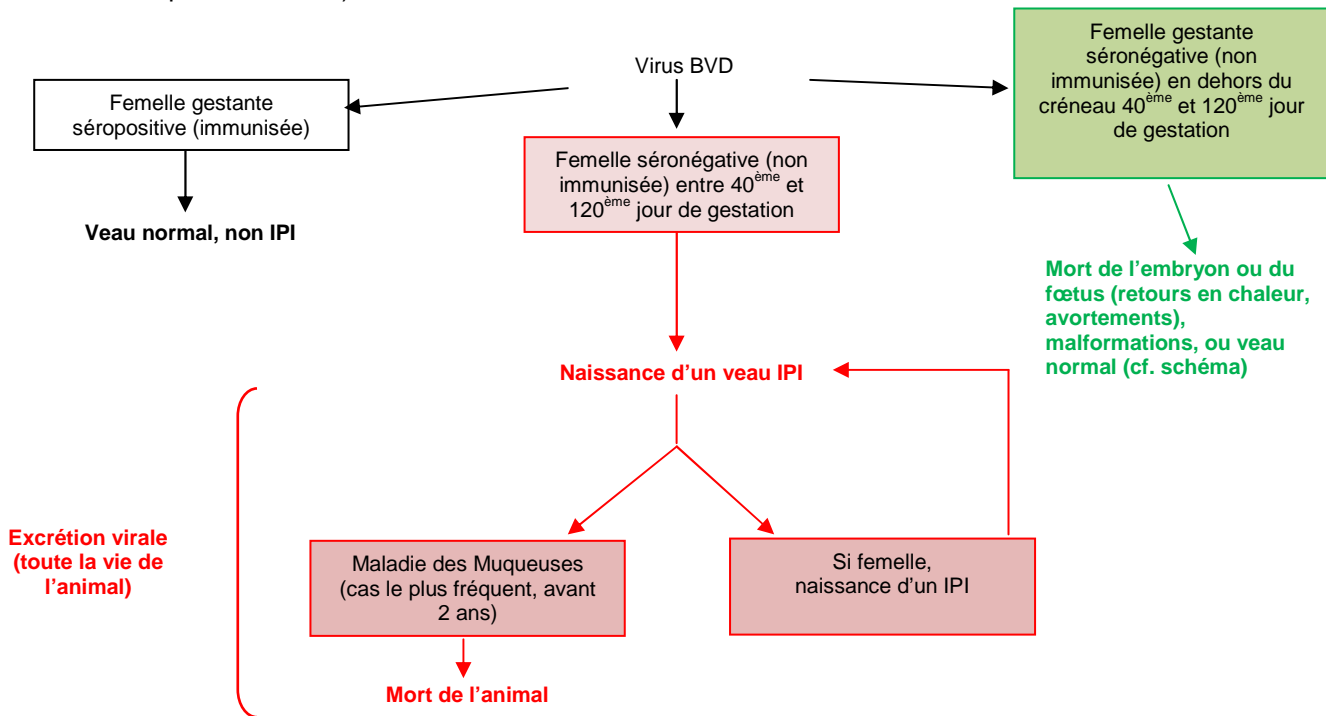 Virus BVD
Femelle gestante
séropositive (immunisée)
Veau normal, non IPI
Femelle séronégative (non
immunisée) entre 40ème et
120ème jour de gestation
Femelle gestante
séronégative (non
immunisée) en dehors du
créneau 40ème et 120ème jour
de gestation
Mort de l’embryon ou du
fœtus (retours en chaleur,
avortements),
malformations, ou veau
normal (cf. schéma)
Naissance d’un veau IPI
Excrétion virale
(toute la vie de
l’animal)
Maladie des Muqueuses
(cas le plus fréquent, avant
2 ans)
Si femelle,
naissance d’un IPI
Mort de l’animal